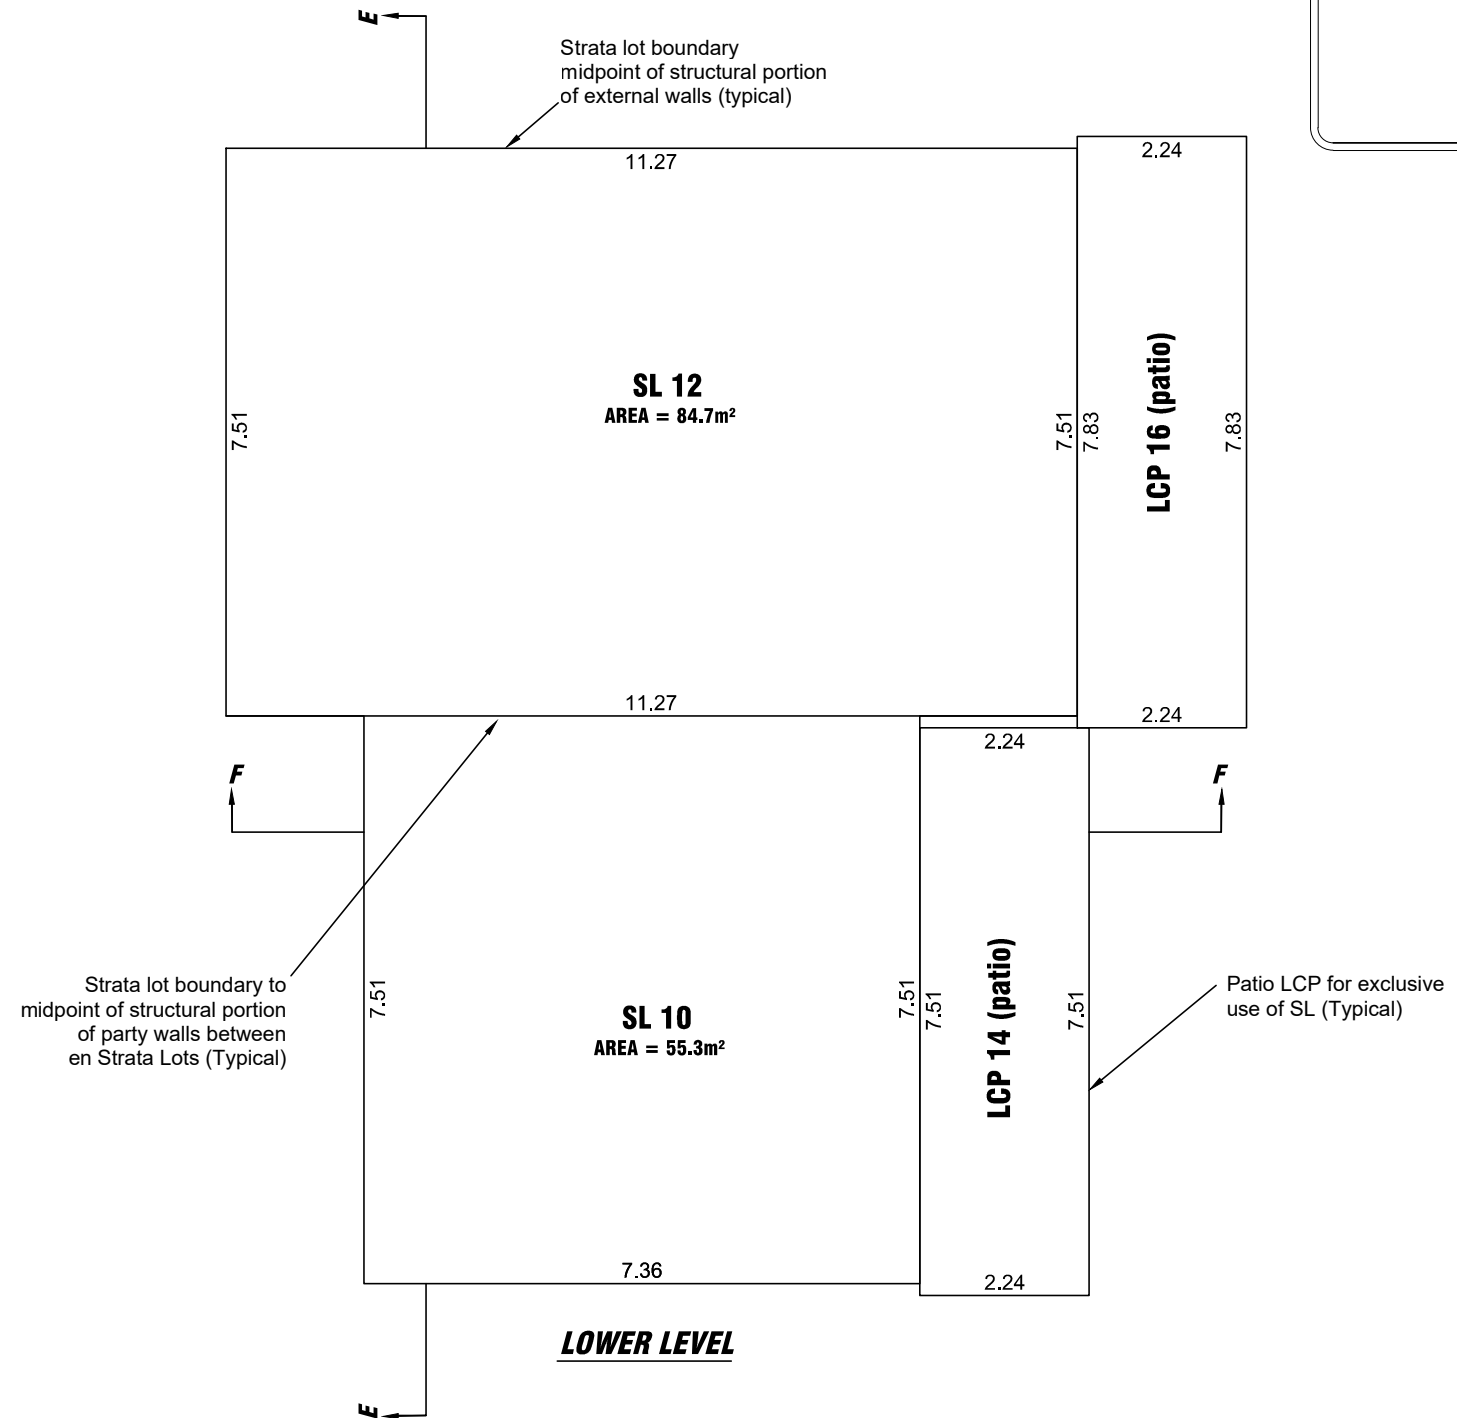 E
Strata lot boundary
midpoint of structural portion
of external walls (typical)
11.27
2.24
SL 12
AREA = 84.7m²
7.51
7.51
7.83
LCP 16 (patio)
7.83
11.27
2.24
2.24
F
F
Strata lot boundary to
midpoint of structural portion
of party walls between
en Strata Lots (Typical)
7.51
SL 10
AREA = 55.3m²
7.51
7.51
LCP 14 (patio)
7.51
Patio LCP for exclusive
use of SL (Typical)
7.36
2.24
LOWER LEVEL
E